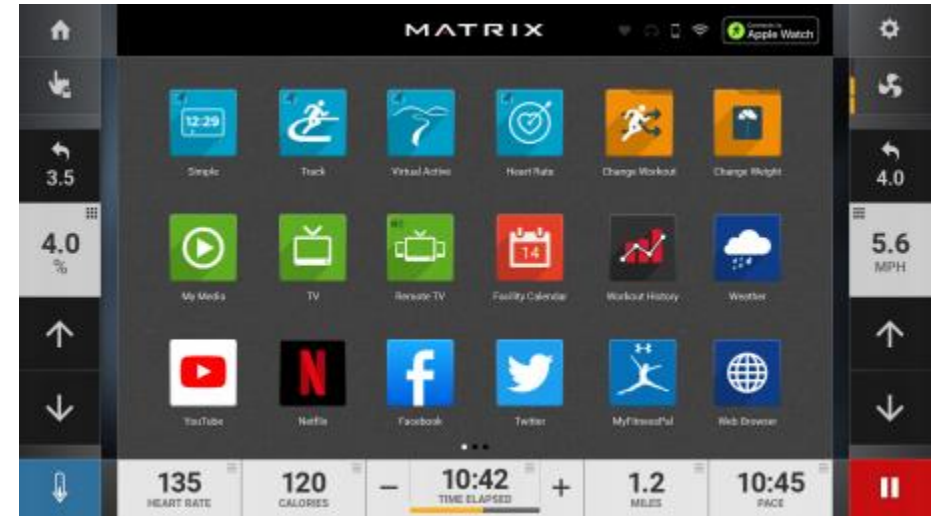 MATRIX
Connects to
Apple Watch
12:29
Simple
Track
Virtual Active
Heart Rate
Change Workout
Change Weight
3.5
4.0
4.0
%
5.6
MPH
14
My Media
TV
Remote TV
Facility Calendar
Workout History
Weather
N
f
YouTube
Netflix
Facebook
Twitter
MyFitnessPal
Web Browser
135
HEART RATE
120
CALORIES
10:42
TIME ELAPSED
1.2
MILES
10:45
PACE